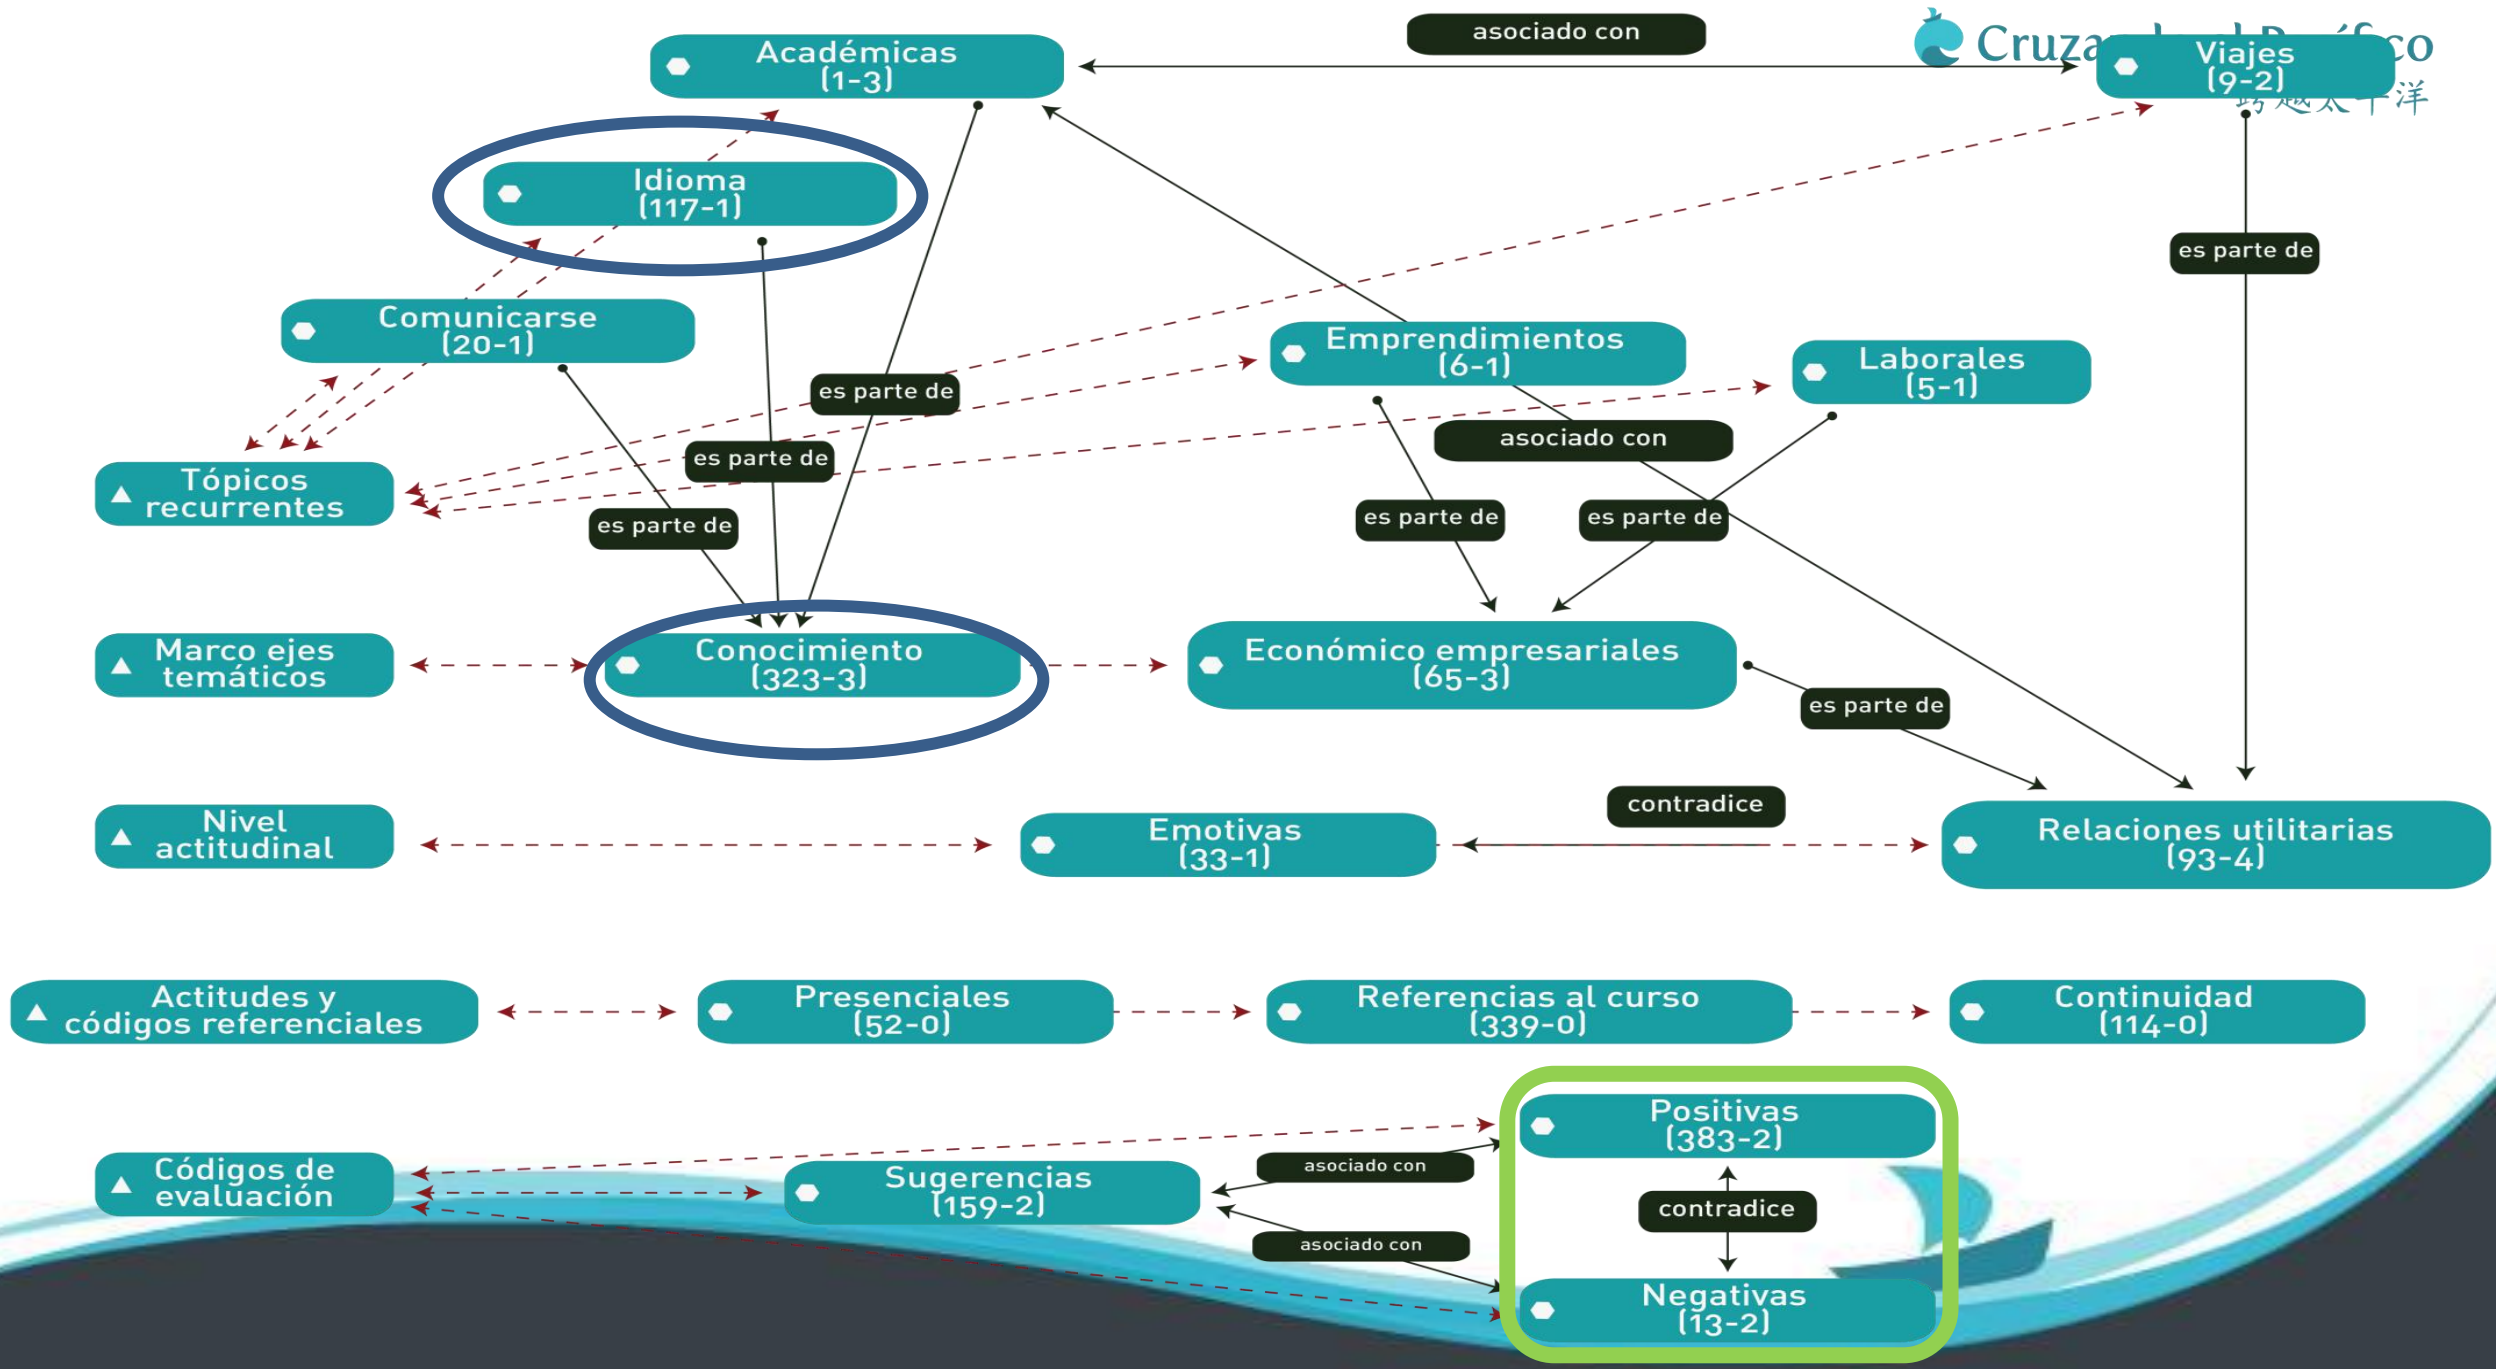 asociado con
Académicas
(1-3)
Viajes
(9-2)
Idioma
(117-1)
es parte de
Comunicarse
(20-1)
Emprendimientos
(6-1)
Laborales
(5-1)
es parte de
asociado con
es parte de
Tópicos
recurrentes
es parte de
es parte de
es parte de
Marco ejes
temáticos
Conocimiento
(323-3)
Económico empresariales
(65-3)
es parte de
contradice
Nivel
actitudinal
Emotivas
(33-1)
Relaciones utilitarias
(93-4)
Actitudes y
códigos referenciales
Presenciales
(52-0)
Referencias al curso
(339-0)
Continuidad
(114-0)
Positivas
(383-2)
asociado con
Códigos de
evaluación
Sugerencias
(159-2)
contradice
asociado con
Negativas
(13-2)